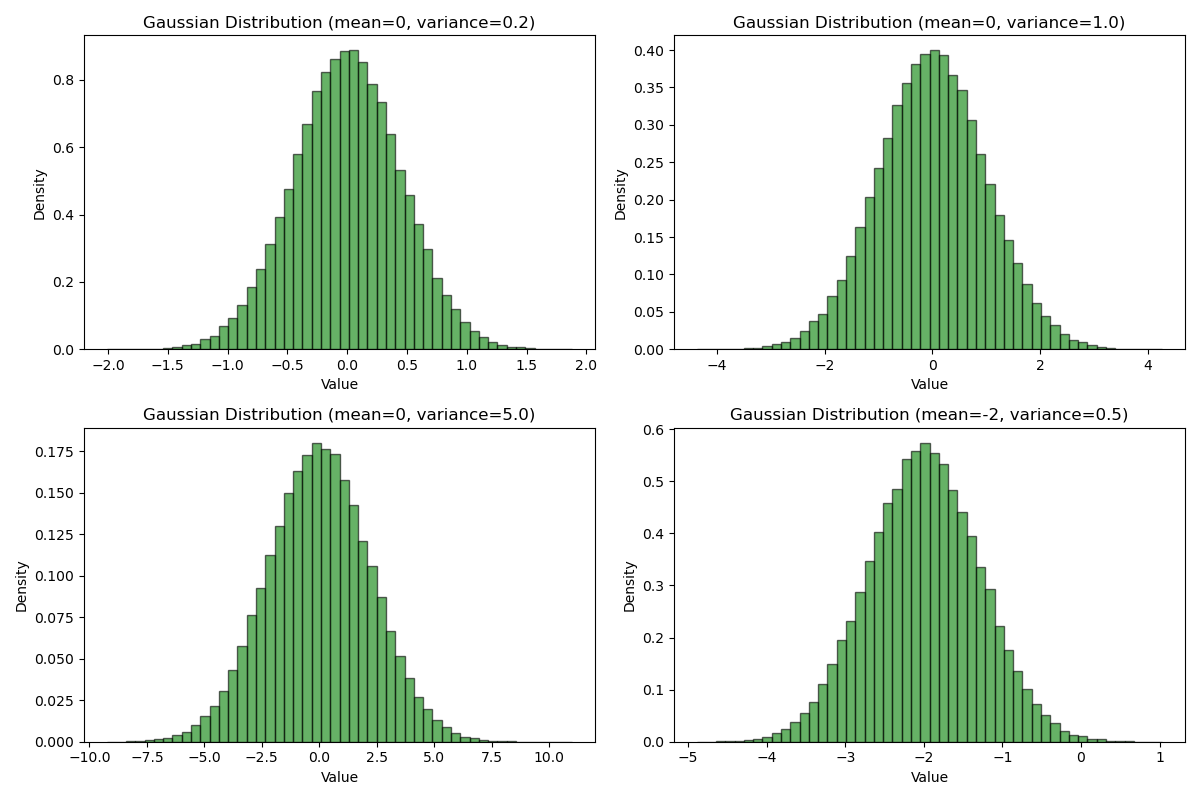 Gaussian Distribution (mean=0, variance=0.2)
Density
0.8
0.6
0.4
0.2
0.0
−2.0 −1.5 −1.0 −0.5 0.0 0.5 1.0 1.5 2.0
Value
Gaussian Distribution (mean=0, variance=1.0)
Density
0.40
0.35
0.30
0.25
0.20
0.15
0.10
0.05
0.00
−4 −2 0 2 4
Value
Gaussian Distribution (mean=0, variance=5.0)
Density
0.175
0.150
0.125
0.100
0.075
0.050
0.025
0.000
−10.0 −7.5 −5.0 −2.5 0.0 2.5 5.0 7.5 10.0
Value
Gaussian Distribution (mean=-2, variance=0.5)
Density
0.6
0.5
0.4
0.3
0.2
0.1
0.0
−5 −4 −3 −2 −1 0 1
Value